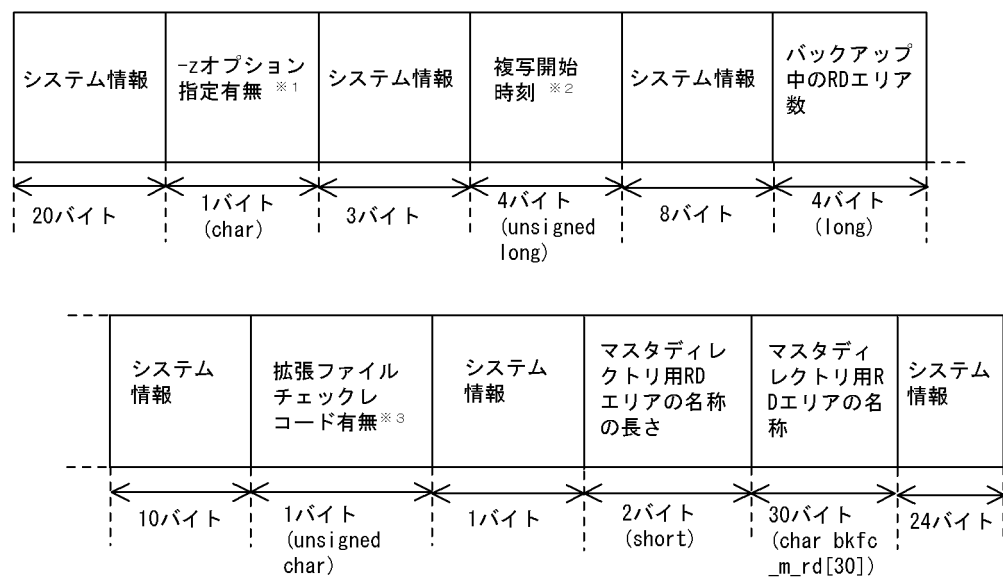 システム情報
-zオプション
指定有無 ※1
システム情報
複写開始
時刻 ※2
システム情報
バックアップ
中のRDエリア
数
20バイト
1バイト
(char)
3バイト
4バイト
(unsigned
long)
8バイト
4バイト
(long)
システム
情報
拡張ファイル
チェックレ
コード有無※3
システム
情報
マスタディレ
クトリ用RD
エリアの名称
の長さ
マスタディ
レクトリ用R
Dエリアの名
称
システム
情報
10バイト
1バイト
(unsigned
char)
1バイト
2バイト
(short)
30バイト
(char bkfc
_m_rd[30])
24バイト